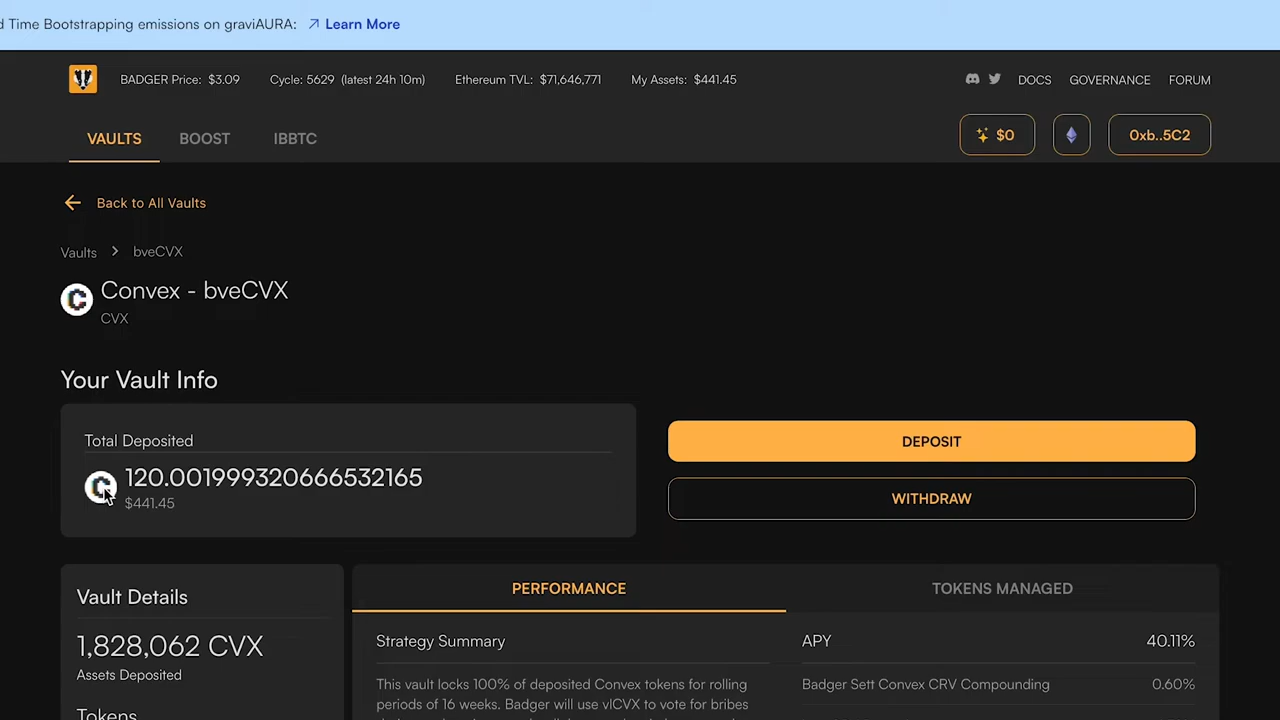 d Time Bootstrapping emissions on graviAURA: Learn More
BADGER Price: $3.09 Cycle: 5629 (latest 24h 10m) Ethereum TVL: $71,646,771 My Assets: $441.45 DOCS GOVERNANCE FORUM
VAULTS BOOST IBBTC $0 0xb..5C2
Back to All Vaults
Vaults > bveCVX
Convex - bveCVX
CVX
Your Vault Info
Total Deposited
120.001999320666532165
$441.45
DEPOSIT
WITHDRAW
Vault Details
1,828,062 CVX
Assets Deposited
Tokens
PERFORMANCE TOKENS MANAGED
Strategy Summary
This vault locks 100% of deposited Convex tokens for rolling
periods of 16 weeks. Badger will use vlCVX to vote for bribes
APY 40.11%
Badger Sett Convex CRV Compounding 0.60%